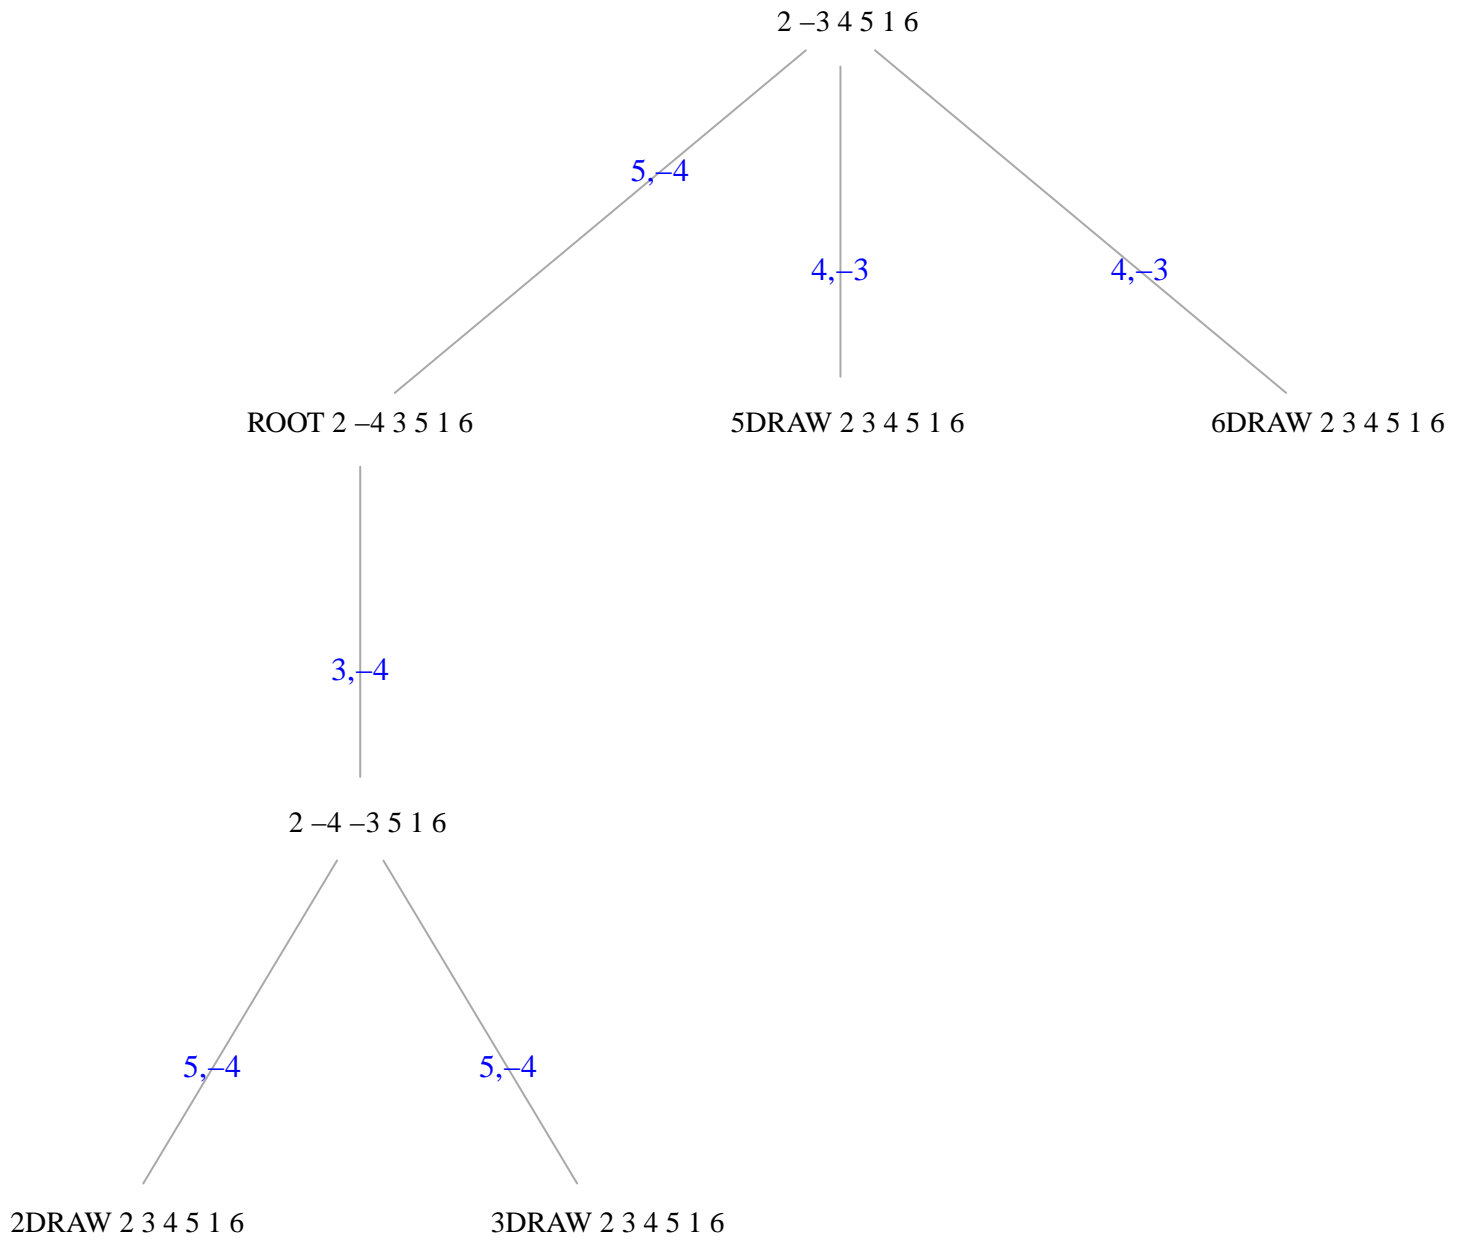 2 –3 4 5 1 6
5,–4
4,–3
4,–3
ROOT 2 –4 3 5 1 6
5DRAW 2 3 4 5 1 6
6DRAW 2 3 4 5 1 6
3,–4
2 –4 –3 5 1 6
5,–4
5,–4
2DRAW 2 3 4 5 1 6
3DRAW 2 3 4 5 1 6